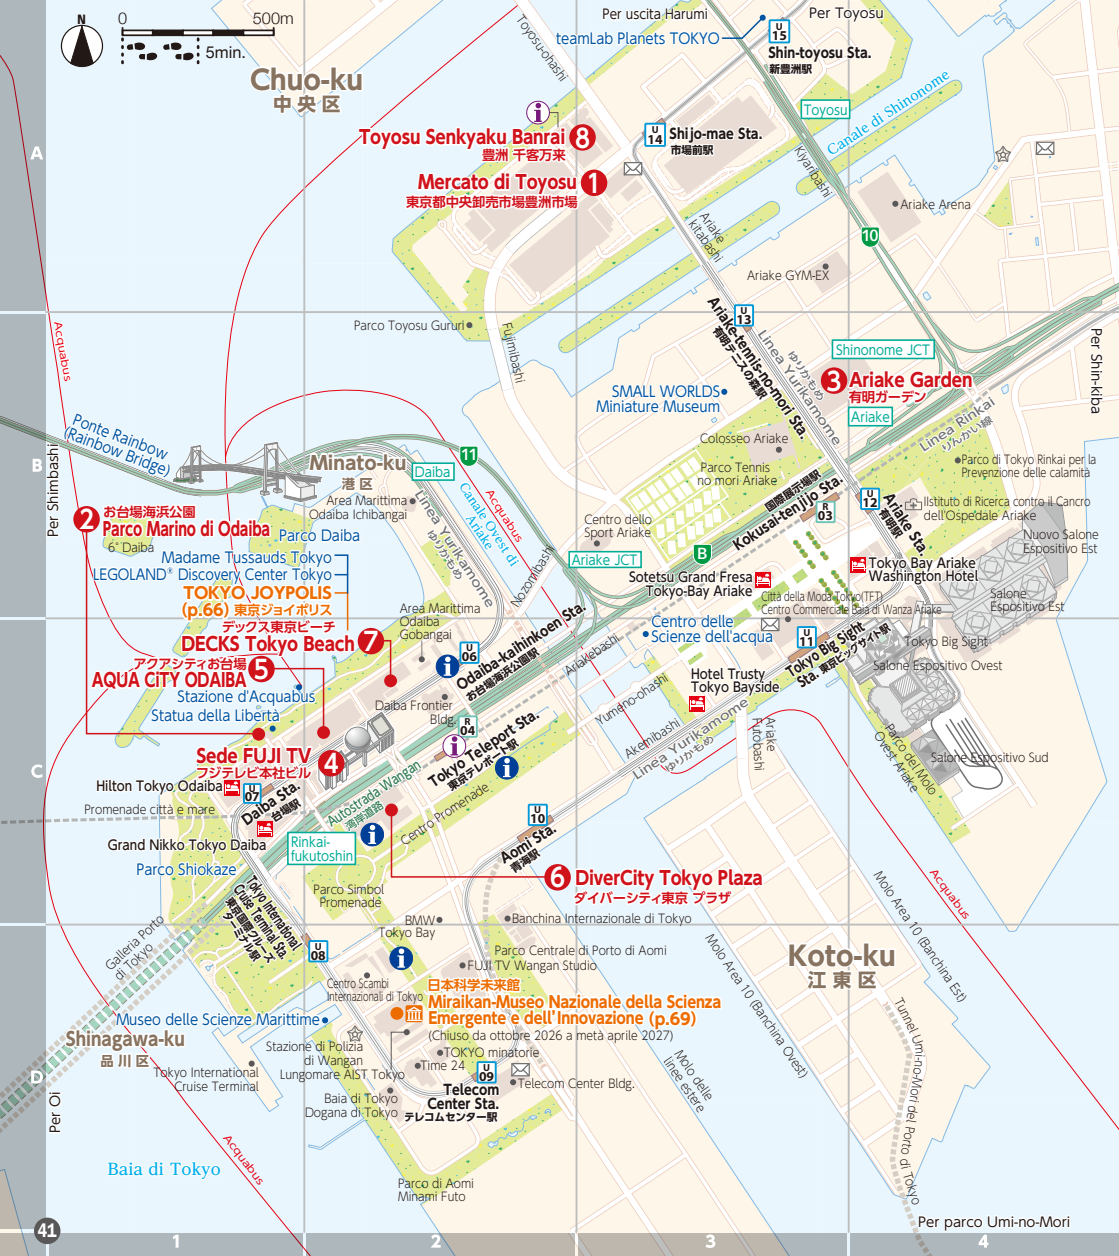 N
0
500m
5min.
Chuo-ku
中央区
Per uscita Harumi
Per Toyosu
teamLab Planets TOKYO
U
15
Shin-toyosu Sta.
新豊洲駅
Toyosu-ohashi
Toyosu
Canale di Shinonome
Toyosu Senkyaku Banrai
8
豊洲 千客万来
U
14
Shijo-mae Sta.
市場前駅
Mercato di Toyosu
1
東京都中央卸売市場豊洲市場
Kiyaribashi
Ariake
kitabashi
Ariake Arena
10
Ariake GYM-EX
A
Acquabus
Parco Toyosu Gururi
Fujimibashi
U
13
Ariake-tennis-no-mori Sta.
有明テニスの森駅
Linea Yurikamome
ゆりかもめ
Shinonome JCT
3
Ariake Garden
有明ガーデン
Ariake
Per Shin-kiba
SMALL WORLDS
Miniature Museum
Linea Rinkai
りんかい線
Ponte Rainbow
(Rainbow Bridge)
Per Shimbashi
Minato-ku
港区
Daiba
11
Colosseo Ariake
Parco Tennis
no mori Ariake
Parco di Tokyo Rinkai per la
Prevenzione delle calamità
B
2
お台場海浜公園
Parco Marino di Odaiba
6° Daiba
Parco Daiba
Area Marittima
Odaiba Ichibangai
Linea Yurikamome
ゆりかもめ
Canale Ovest di
Ariake
Acquabus
Centro dello
Sport Ariake
国際展示場駅
Kokusai-tenjijo Sta.
R
03
U
12
Ariake Sta.
有明駅
IIstituto di Ricerca contro il Cancro
dell'Ospedale Ariake
Nuovo Salone
Espositivo Est
Madame Tussauds Tokyo
LEGOLAND® Discovery Center Tokyo
Ariake JCT
B
TOKYO JOYPOLIS
(p.66) 東京ジョイポリス
Nozomibashi
Sotetsu Grand Fresa
Tokyo-Bay Ariake
Tokyo Bay Ariake
Washington Hotel
Città della Moda Tokyo(TFT)
Centro Commerciale Baia di Wanza Ariake
Salone
Espositivo Est
デックス東京ビーチ
DECKS Tokyo Beach
7
Area Marittima
Odaiba
Gobangai
Centro delle
Scienze dell'acqua
U
11
Tokyo Big Sight
Sta. 東京ビッグサイト駅
Tokyo Big Sight
アクアシティお台場
AQUA CiTY ODAIBA
5
U
06
Odaiba-kaihinkoen Sta.
お台場海浜公園駅
Ariakebashi
Salone Espositivo Ovest
Stazione d'Acquabus
Statua della Libertà
Daiba Frontier
Bldg.
R
04
Hotel Trusty
Tokyo Bayside
Yumeno-ohashi
Tokyo Teleport Sta.
東京テレポート駅
Akemibashi
Linea Yurikamome
ゆりかもめ
Ariake
Futobashi
Parco del Molo
Ovest Ariake
Salone Espositivo Sud
C
Sede FUJI TV
フジテレビ本社ビル
4
Hilton Tokyo Odaiba
U
07
Daiba Sta.
台場駅
Autostrada Wangan
湾岸道路
Promenade città e mare
Centro Promenade
U
10
Aomi Sta.
青海駅
Grand Nikko Tokyo Daiba
Rinkai-
fukutoshin
Parco Shiokaze
6
DiverCity Tokyo Plaza
ダイバーシティ東京 プラザ
Tokyo International
Cruise Terminal Sta.
東京国際クルーズ
ターミナル駅
Parco Simbol
Promenade
Molo Area 10 (Banchina Est)
Acquabus
Galleria Porto
di Tokyo
BMW
Tokyo Bay
Banchina Internazionale di Tokyo
U
08
Parco Centrale di Porto di Aomi
FUJI TV Wangan Studio
Molo Area 10 (Banchina Ovest)
Koto-ku
江東区
Centro Scambi
Internazionali di Tokyo
日本科学未来館
Miraikan-Museo Nazionale della Scienza
Emergente e dell'Innovazione (p.69)
(Chiuso da ottobre 2026 a metà aprile 2027)
Museo delle Scienze Marittime
Shinagawa-ku
品川区
Stazione di Polizia
di Wangan
Lungomare AIST Tokyo
TOKYO minatorie
Time 24
Tokyo International
Cruise Terminal
U
09
Telecom
Center Sta.
テレコムセンター駅
Telecom Center Bldg.
Molo delle
linee estere
Tunnel Umi-no-Mori del Porto di Tokyo
D
Per Oi
Baia di Tokyo
Dogana di Tokyo
Acquabus
Baia di Tokyo
Parco di Aomi
Minami Futo
Per parco Umi-no-Mori
41
1
2
3
4